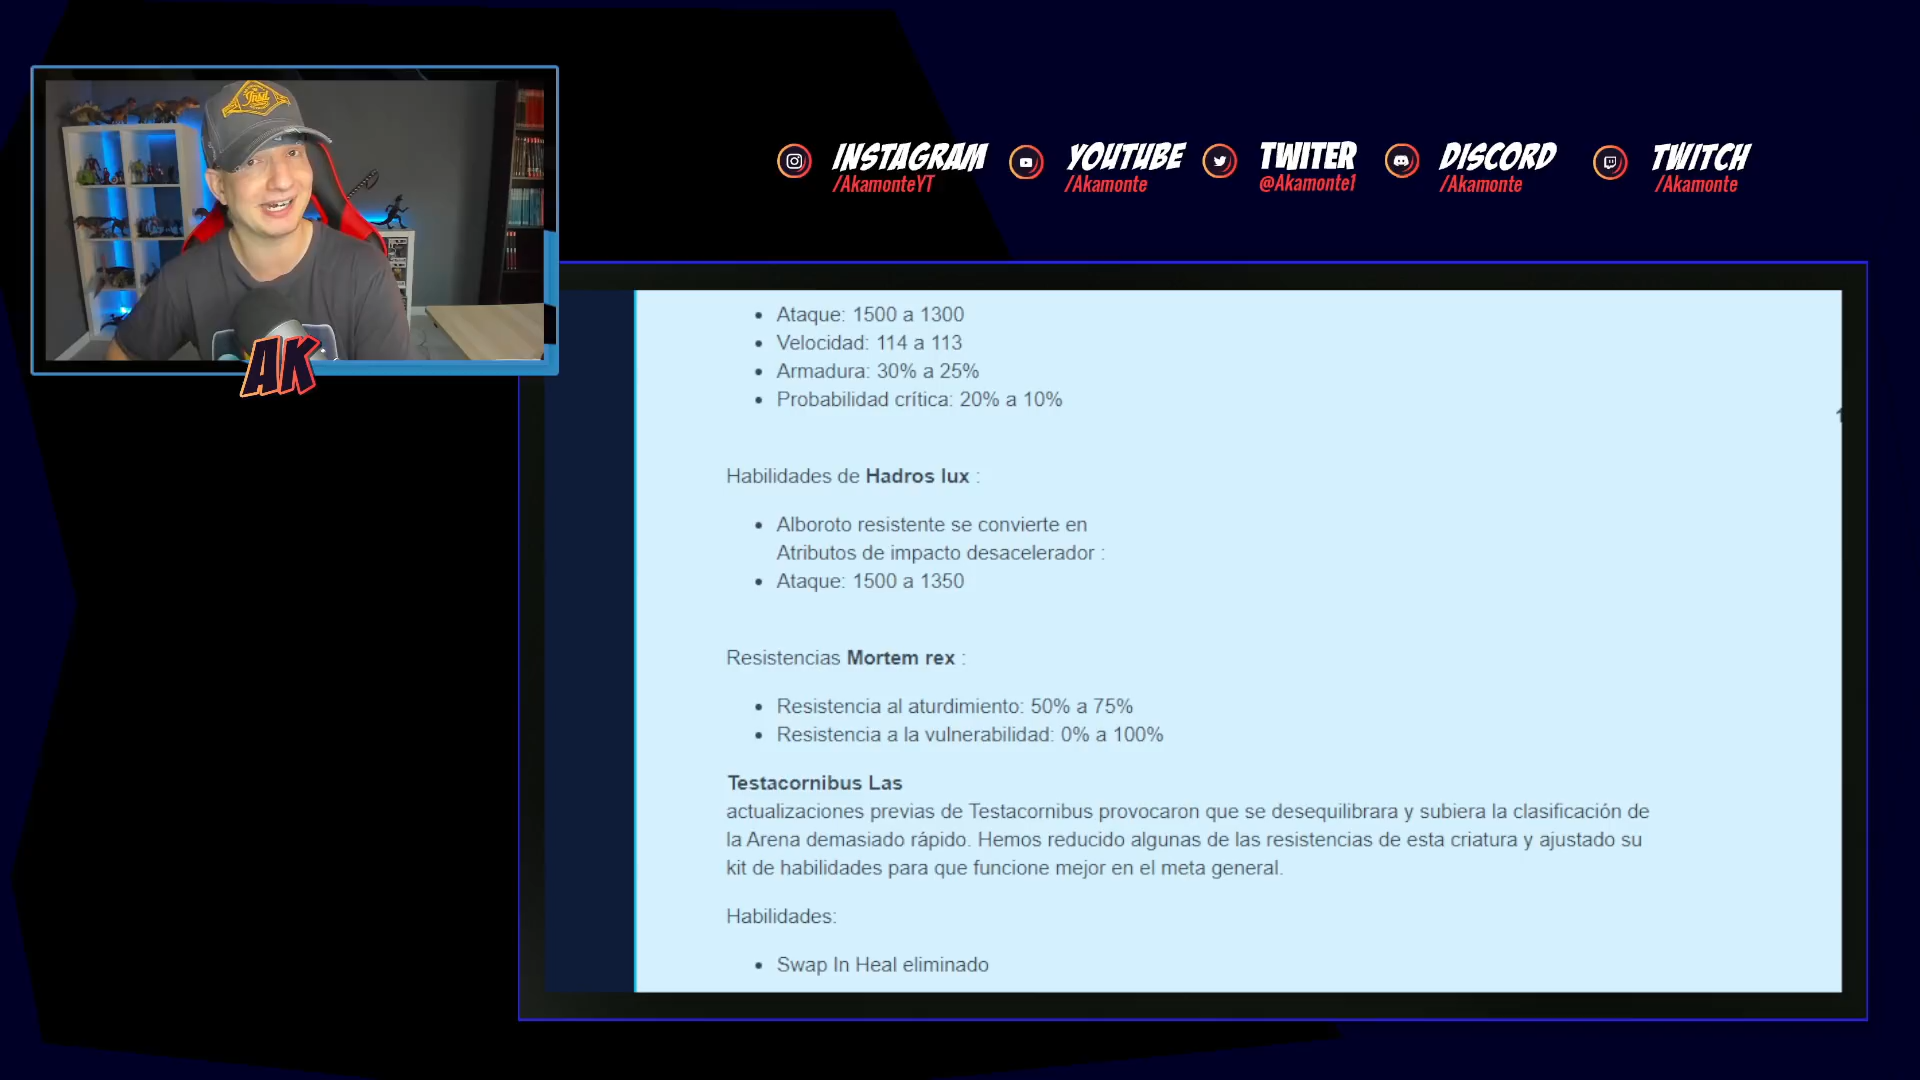 INSTAGRAM
/AkamonteYT
YOUTUBE
/Akamonte
TWITER
@Akamonte1
DISCORD
/Akamonte
TWITCH
/Akamonte
AK
Ataque: 1500 a 1300
Velocidad: 114 a 113
Armadura: 30% a 25%
Probabilidad crítica: 20% a 10%
Habilidades de Hadros lux :
Alboroto resistente se convierte en
Atributos de impacto desacelerador :
Ataque: 1500 a 1350
Resistencias Mortem rex :
Resistencia al aturdimiento: 50% a 75%
Resistencia a la vulnerabilidad: 0% a 100%
Testacornibus Las
actualizaciones previas de Testacornibus provocaron que se desequilibrara y subiera la clasificación de
la Arena demasiado rápido. Hemos reducido algunas de las resistencias de esta criatura y ajustado su
kit de habilidades para que funcione mejor en el meta general.
Habilidades:
Swap In Heal eliminado